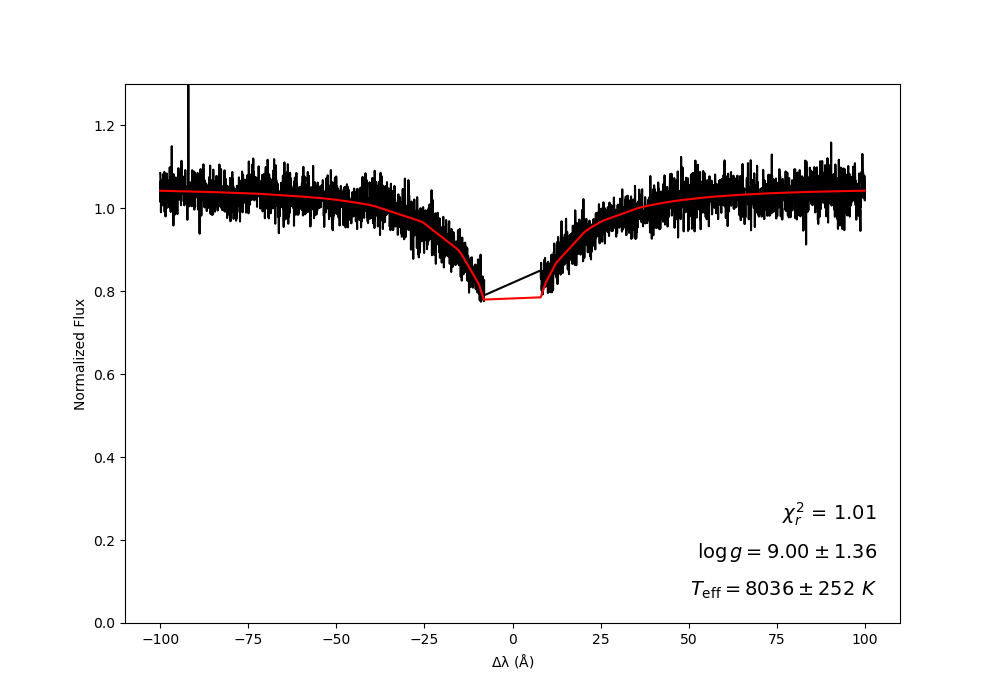 1.2
1.0
0.8
0.6
0.4
0.2
0.0
Normalized Flux
χ²ᵣ = 1.01
log g = 9.00 ± 1.36
T_eff = 8036 ± 252 K
−100 −75 −50 −25 0 25 50 75 100
Δλ (Å)